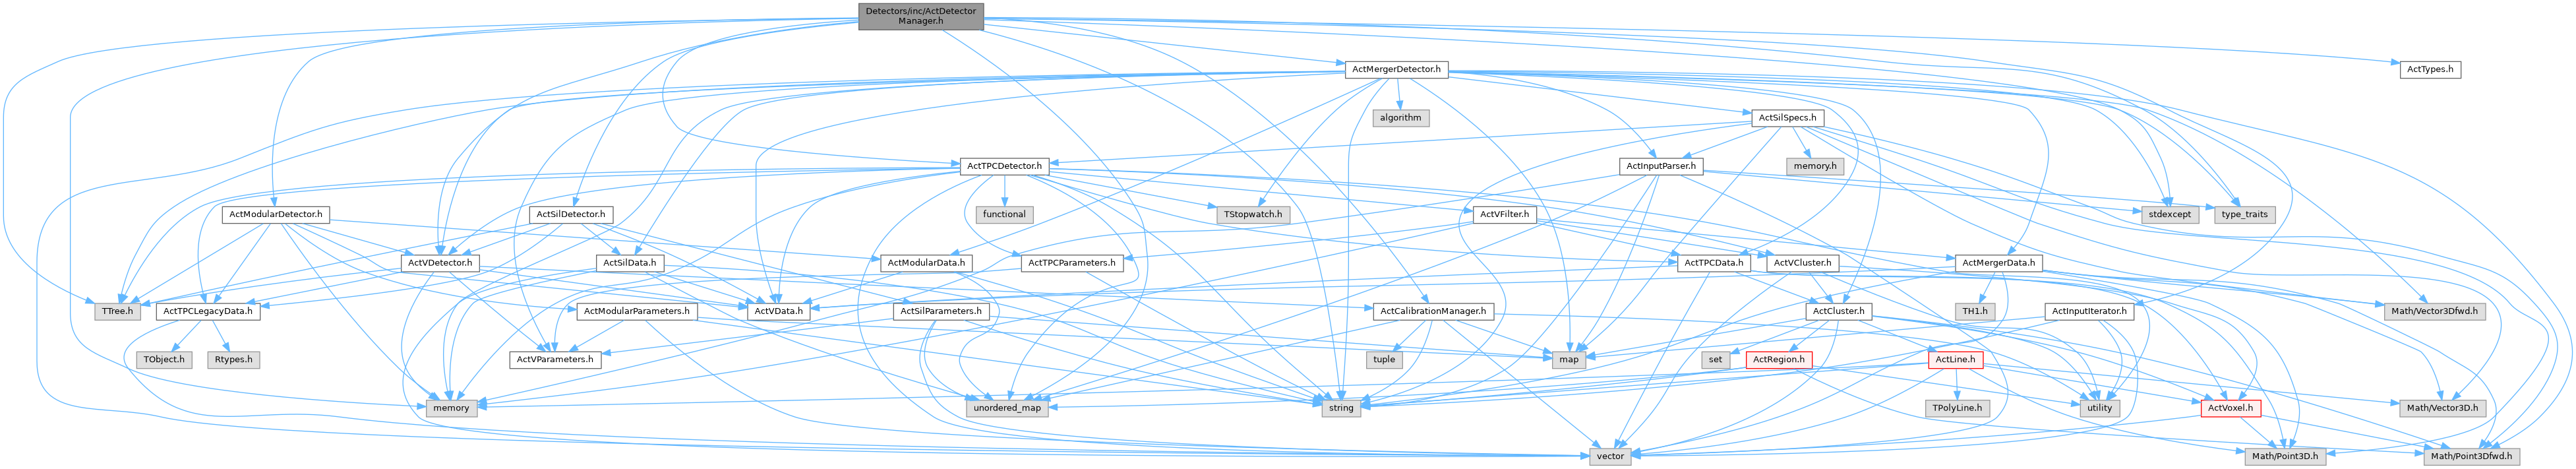 Detectors/inc/ActDetector
Manager.h
ActMergerDetector.h
ActTypes.h
algorithm
ActSilSpecs.h
ActTPCDetector.h
memory.h
ActInputParser.h
ActModularDetector.h
ActSilDetector.h
functional
TStopwatch.h
ActVFilter.h
stdexcept
type_traits
ActVDetector.h
ActSilData.h
ActModularData.h
ActTPCParameters.h
ActTPCData.h
ActVCluster.h
ActMergerData.h
TTree.h
ActTPCLegacyData.h
ActModularParameters.h
ActVData.h
ActSilParameters.h
ActCalibrationManager.h
ActCluster.h
TH1.h
ActInputIterator.h
Math/Vector3Dfwd.h
TObject.h
Rtypes.h
ActVParameters.h
tuple
map
set
ActRegion.h
ActLine.h
memory
unordered_map
string
TPolyLine.h
utility
ActVoxel.h
Math/Vector3D.h
vector
Math/Point3D.h
Math/Point3Dfwd.h